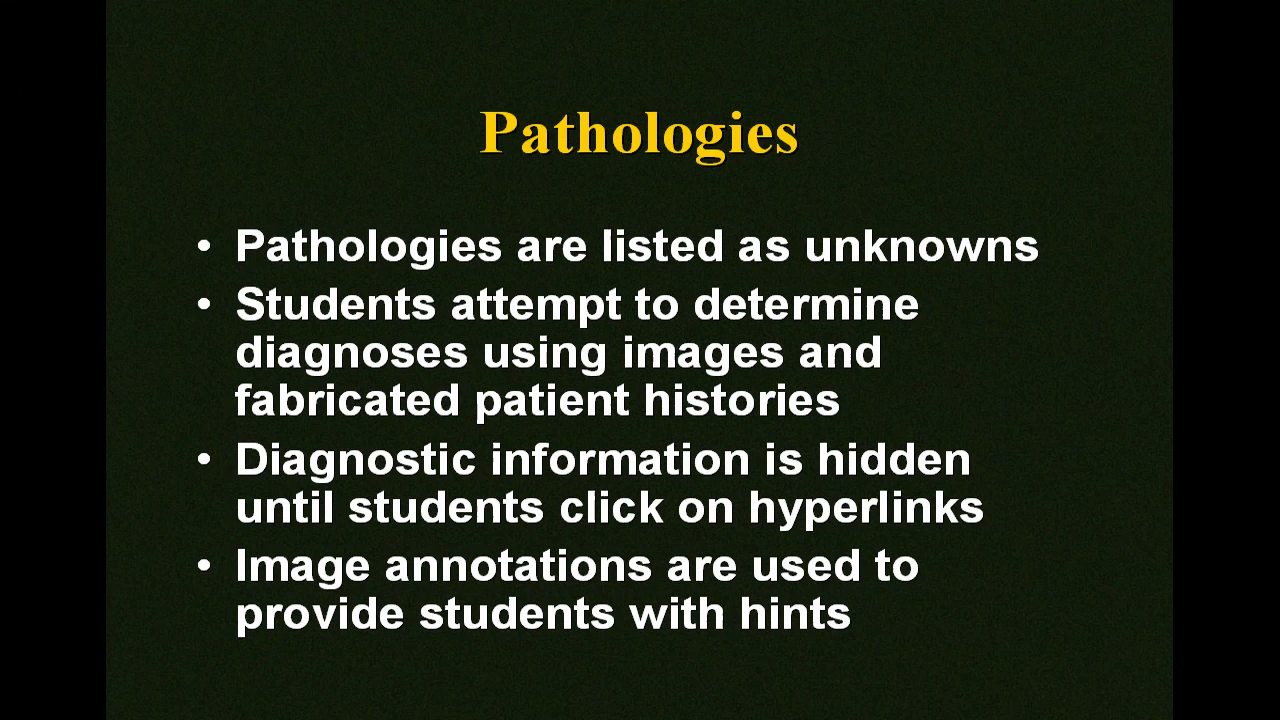 Pathologies
• Pathologies are listed as unknowns
• Students attempt to determine
diagnoses using images and
fabricated patient histories
• Diagnostic information is hidden
until students click on hyperlinks
• Image annotations are used to
provide students with hints